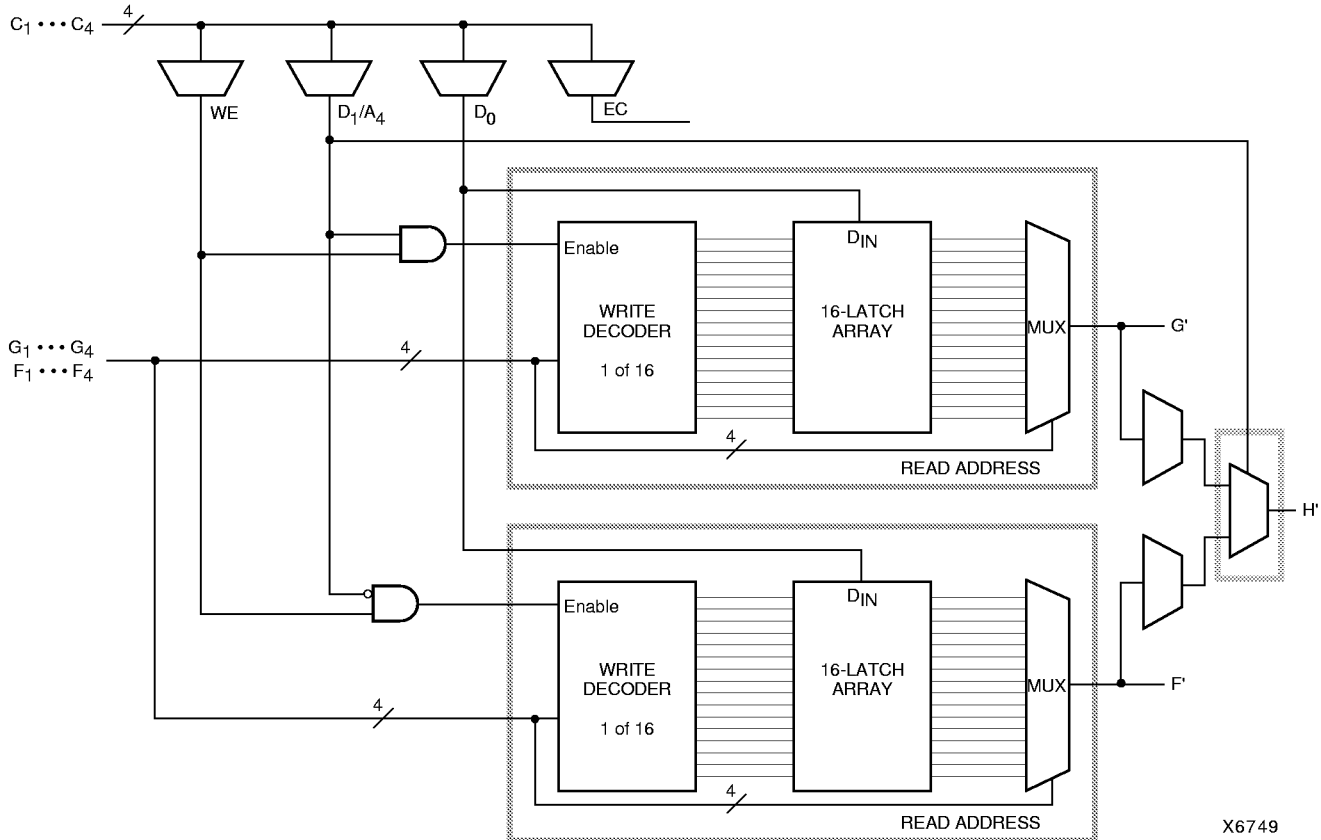 C1 ••• C4
4
WE
D1/A4
D0
EC
Enable
DIN
WRITE
DECODER
1 of 16
16-LATCH
ARRAY
MUX
G'
G1 ••• G4
F1 ••• F4
4
4
READ ADDRESS
H'
Enable
DIN
WRITE
DECODER
1 of 16
16-LATCH
ARRAY
MUX
F'
4
4
READ ADDRESS
X6749